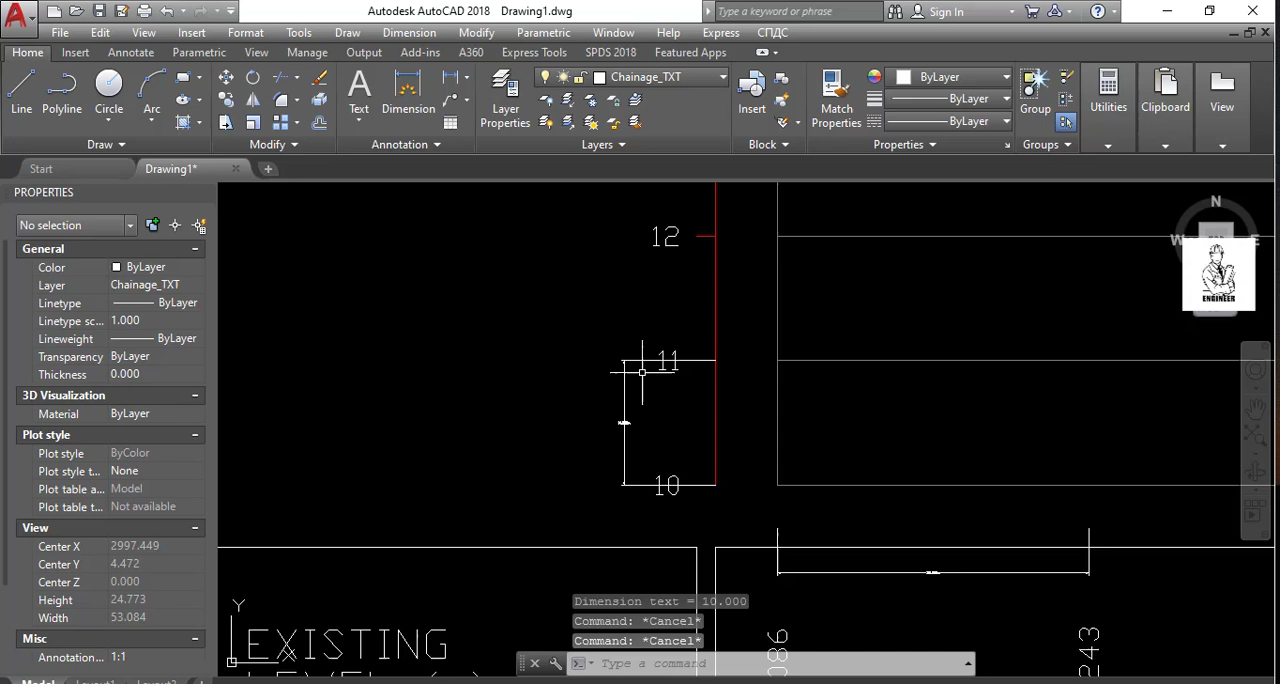 Autodesk AutoCAD 2018 Drawing1.dwg
Type a keyword or phrase
Sign In
File Edit View Insert Format Tools Draw Dimension Modify Parametric Window Help Express СПДС
Home Insert Annotate Parametric View Manage Output Add-ins A360 Express Tools SPDS 2018 Featured Apps
Chainage_TXT
ByLayer
ByLayer
ByLayer
Line Polyline Circle Arc
Text Dimension
Layer Properties
Insert
Match Properties
Group
Utilities Clipboard View
Draw Modify Annotation Layers Block Properties Groups
Start Drawing1*
PROPERTIES
No selection
General
Color ByLayer
Layer Chainage_TXT
Linetype ByLayer
Linetype sc... 1.000
Lineweight ByLayer
Transparency ByLayer
Thickness 0.000
3D Visualization
Material ByLayer
Plot style
Plot style ByColor
Plot style t... None
Plot table a... Model
Plot table t... Not available
View
Center X 2997.449
Center Y 4.472
Center Z 0.000
Height 24.773
Width 53.084
Misc
Annotation... 1:1
12
11
10
N
W
E
ENGINEER
Dimension text = 10.000
Command: *Cancel*
Command: *Cancel*
Type a command
Y
X
EXISTING
086
243
Model Layout1 Layout2 +